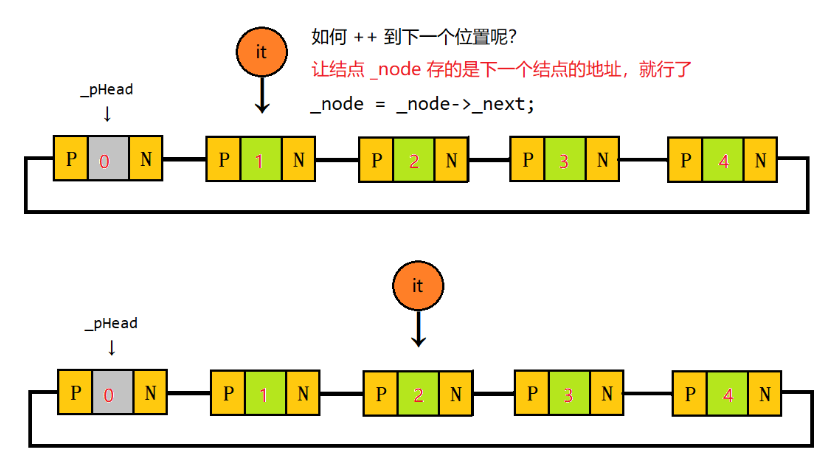 it
如何 ++ 到下一个位置呢?
让结点 _node 存的是下一个结点的地址，就行了
_node = _node->_next;
_pHead
↓
P 0 N P 1 N P 2 N P 3 N P 4 N
it
_pHead
↓
P 0 N P 1 N P 2 N P 3 N P 4 N